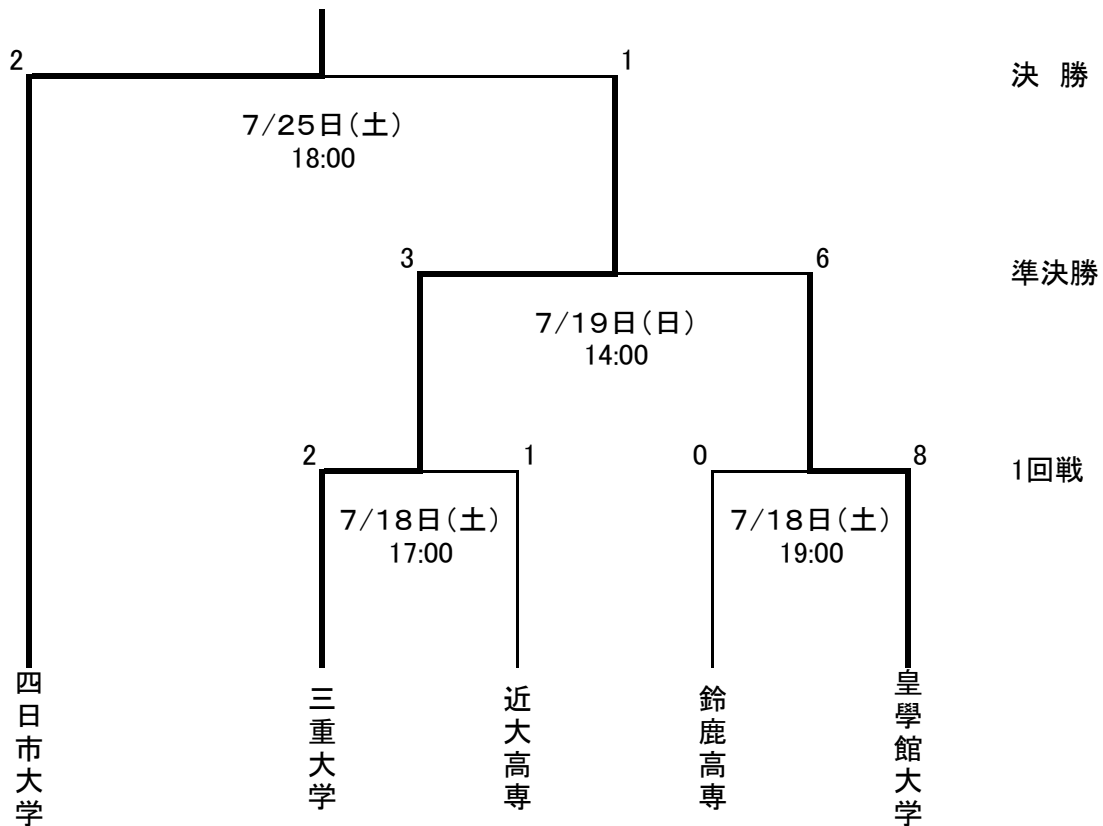 2
1
決　勝
7/25日(土)
18:00
3
6
準決勝
7/19日(日)
14:00
2
1
0
8
1回戦
7/18日(土)
17:00
7/18日(土)
19:00
四日市大学
三重大学
近大高専
鈴鹿高専
皇學館大学